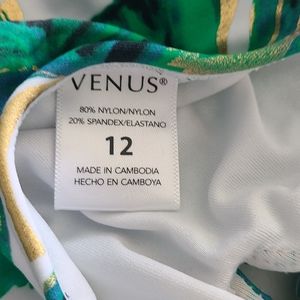 VENUS®
80% NYLON/NYLON
20% SPANDEX/ELASTANO
12
MADE IN CAMBODIA
HECHO EN CAMBOYA